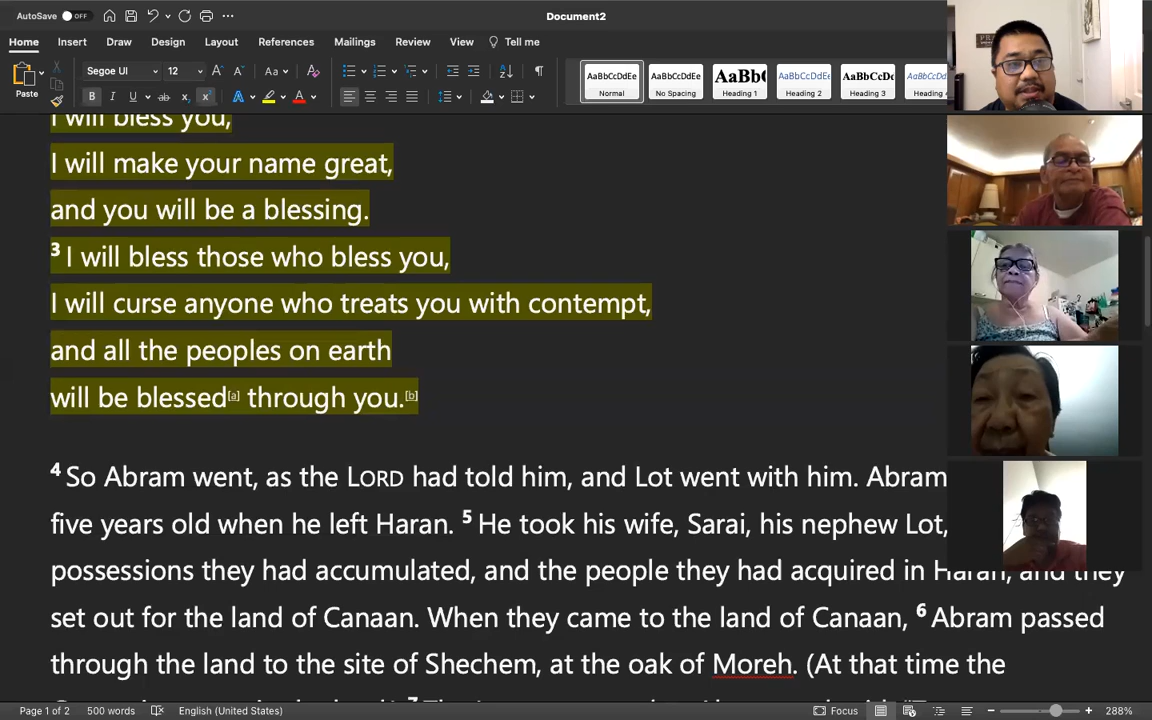 AutoSave OFF Document2
Home Insert Draw Design Layout References Mailings Review View Tell me
Paste Segoe UI 12
AaBbCcDdEe AaBbCcDdEe AaBb( AaBbCcDdEe AaBbCcDc
Normal No Spacing Heading 1 Heading 2 Heading 3
I will bless you,
I will make your name great,
and you will be a blessing.
3 I will bless those who bless you,
I will curse anyone who treats you with contempt,
and all the peoples on earth
will be blessed[a] through you.[b]
4 So Abram went, as the LORD had told him, and Lot went with him. Abram
five years old when he left Haran. 5 He took his wife, Sarai, his nephew Lot,
possessions they had accumulated, and the people they had acquired in Haran, and they
set out for the land of Canaan. When they came to the land of Canaan, 6 Abram passed
through the land to the site of Shechem, at the oak of Moreh. (At that time the
Page 1 of 2 500 words English (United States) Focus 288%